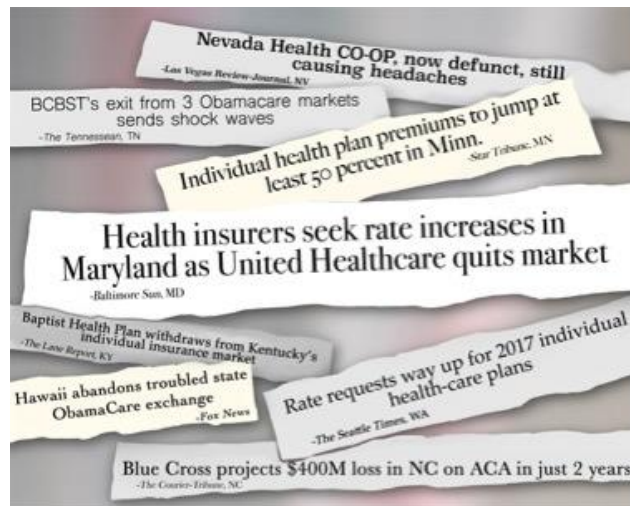 Nevada Health CO-OP, now defunct, still
causing headaches
-Las Vegas Review-Journal, NV
BCBST's exit from 3 Obamacare markets
sends shock waves
-The Tennessean, TN
Individual health plan premiums to jump at
least 50 percent in Minn.
-Star Tribune, MN
Health insurers seek rate increases in
Maryland as United Healthcare quits market
-Baltimore Sun, MD
Baptist Health Plan withdraws from Kentucky's
individual insurance market
-The Lane Report, KY
Hawaii abandons troubled state
ObamaCare exchange
-Fox News
Rate requests way up for 2017 individual
health-care plans
-The Seattle Times, WA
Blue Cross projects $400M loss in NC on ACA in just 2 years
-The Courier-Tribune, NC